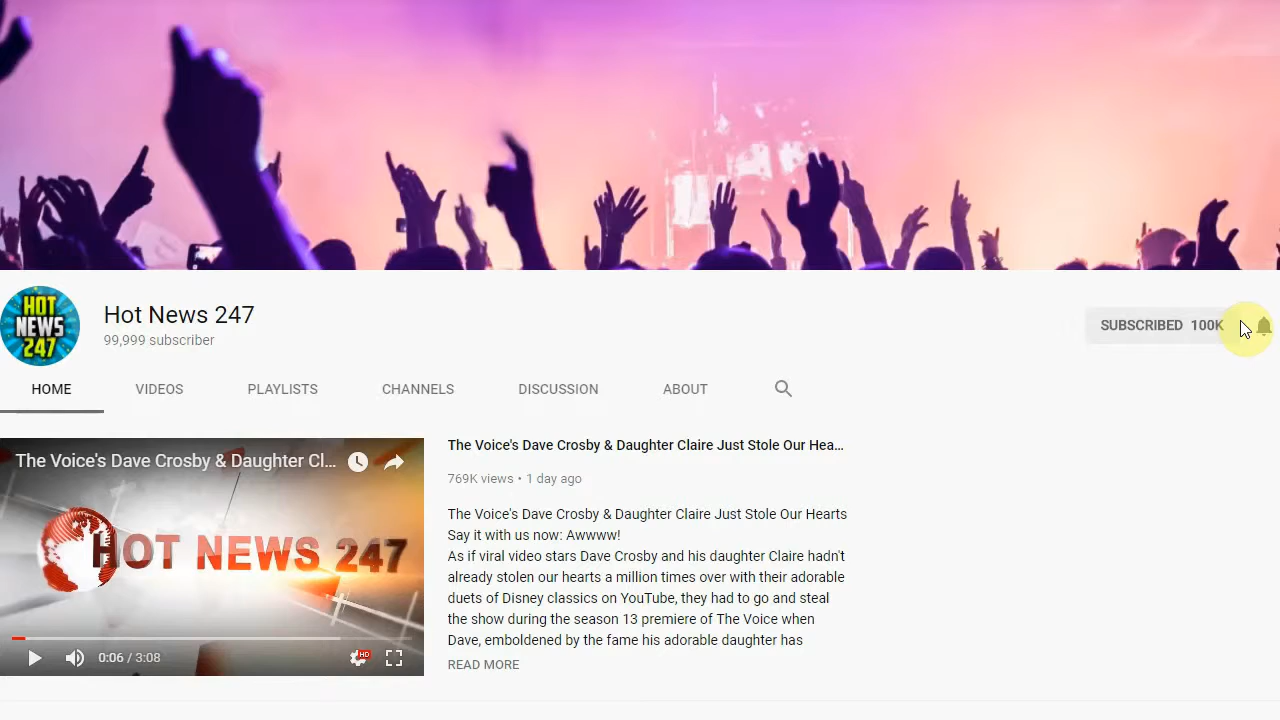 HOT
NEWS
247
Hot News 247
99,999 subscriber
SUBSCRIBED 100K
HOME VIDEOS PLAYLISTS CHANNELS DISCUSSION ABOUT
The Voice's Dave Crosby & Daughter Cl...
HOT NEWS 247
0:06 / 3:08
HD
The Voice's Dave Crosby & Daughter Claire Just Stole Our Hea...
769K views • 1 day ago
The Voice's Dave Crosby & Daughter Claire Just Stole Our Hearts
Say it with us now: Awwww!
As if viral video stars Dave Crosby and his daughter Claire hadn't
already stolen our hearts a million times over with their adorable
duets of Disney classics on YouTube, they had to go and steal
the show during the season 13 premiere of The Voice when
Dave, emboldened by the fame his adorable daughter has
READ MORE